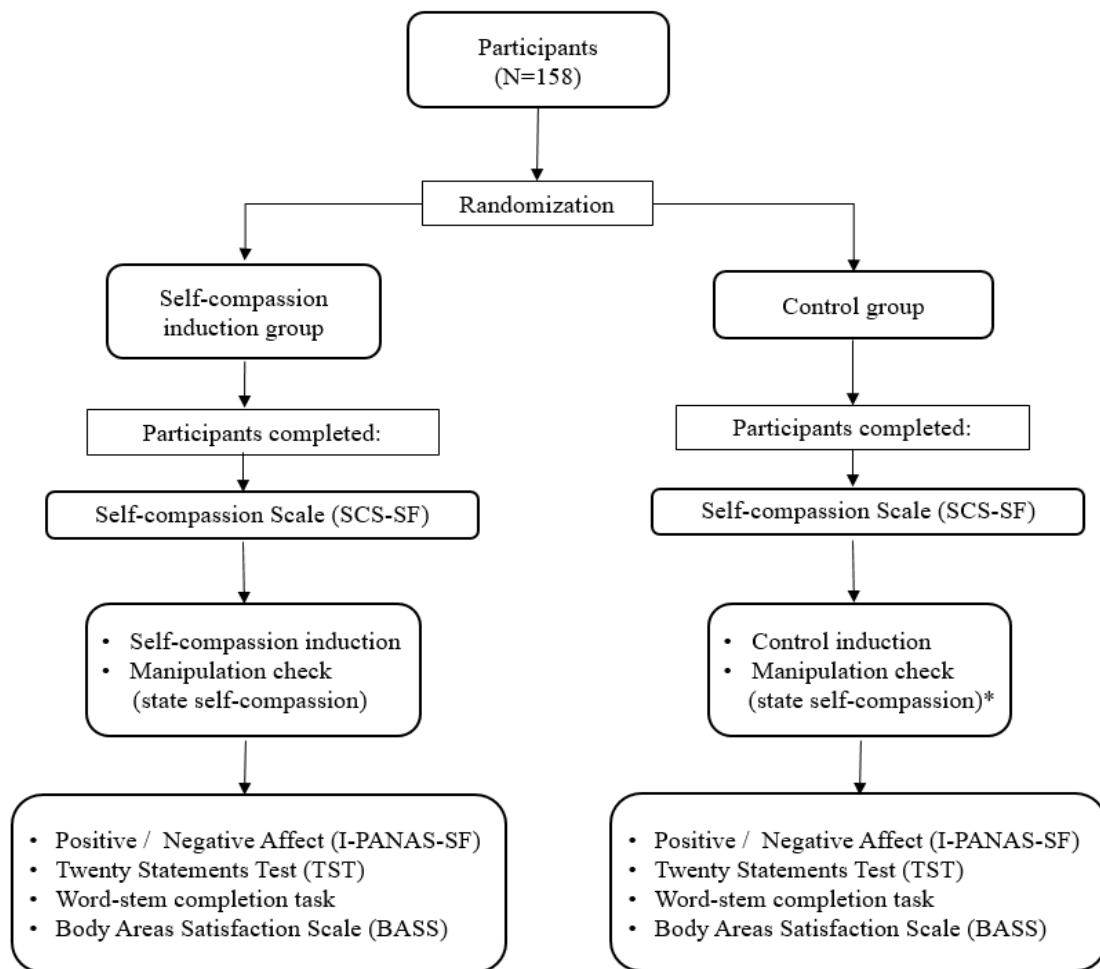 Participants
(N=158)
Randomization
Self-compassion
induction group
Participants completed:
Self-compassion Scale (SCS-SF)
• Self-compassion induction
• Manipulation check
(state self-compassion)
• Positive / Negative Affect (I-PANAS-SF)
• Twenty Statements Test (TST)
• Word-stem completion task
• Body Areas Satisfaction Scale (BASS)
Control group
Participants completed:
Self-compassion Scale (SCS-SF)
• Control induction
• Manipulation check
(state self-compassion)*
• Positive / Negative Affect (I-PANAS-SF)
• Twenty Statements Test (TST)
• Word-stem completion task
• Body Areas Satisfaction Scale (BASS)